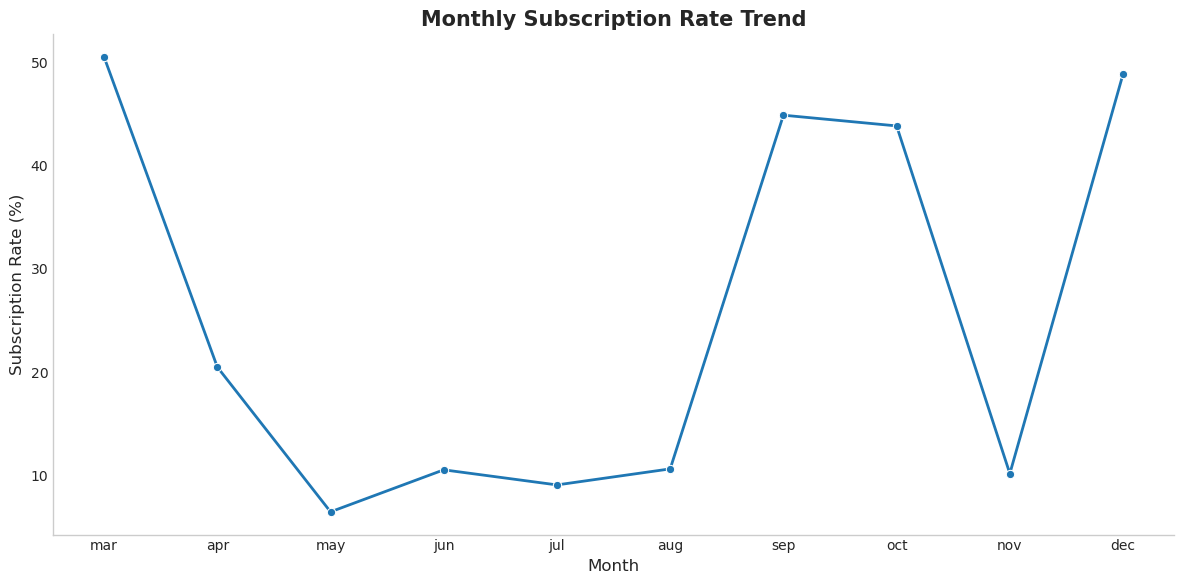 Monthly Subscription Rate Trend
Subscription Rate (%)
50
40
30
20
10
mar apr may jun jul aug sep oct nov dec
Month